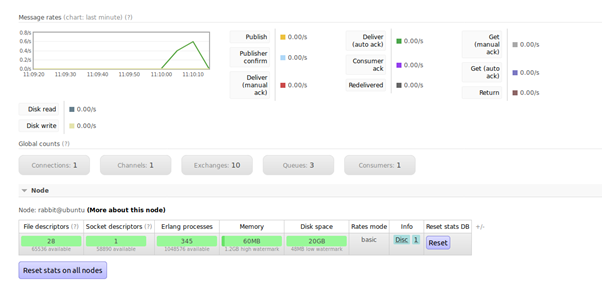 Message rates (chart: last minute) (?)
0.8/s
0.6/s
0.4/s
0.2/s
0.0/s
11:09:20 11:09:30 11:09:40 11:09:50 11:10:00 11:10:10
Publish 0.00/s
Publisher confirm 0.00/s
Deliver (manual ack) 0.00/s
Deliver (auto ack) 0.00/s
Consumer ack 0.00/s
Redelivered 0.00/s
Get (manual ack) 0.00/s
Get (auto ack) 0.00/s
Return 0.00/s
Disk read 0.00/s
Disk write 0.00/s
Global counts (?)
Connections: 1 Channels: 1 Exchanges: 10 Queues: 3 Consumers: 1
Node
Node: rabbit@ubuntu (More about this node)
File descriptors (?) Socket descriptors (?) Erlang processes Memory Disk space Rates mode Info Reset stats DB +/-
28 1 345 60MB 20GB basic Disc 1 Reset
65536 available 58890 available 1048576 available 1.2GB high watermark 48MB low watermark
Reset stats on all nodes